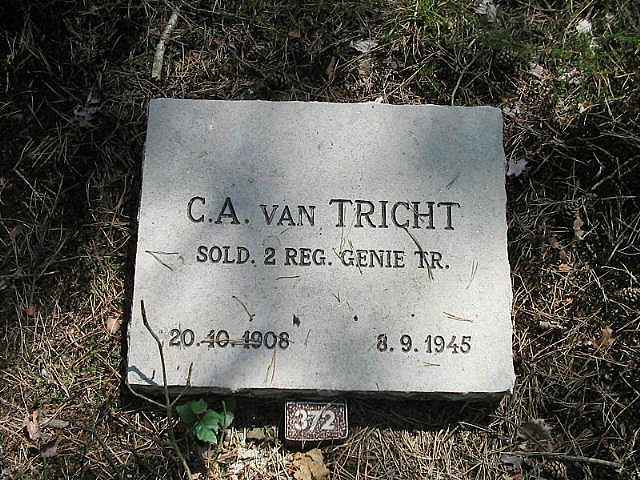 C.A. VAN TRICHT
SOLD. 2 REG. GENIE TR.
20.10.1908 8.9.1945
372